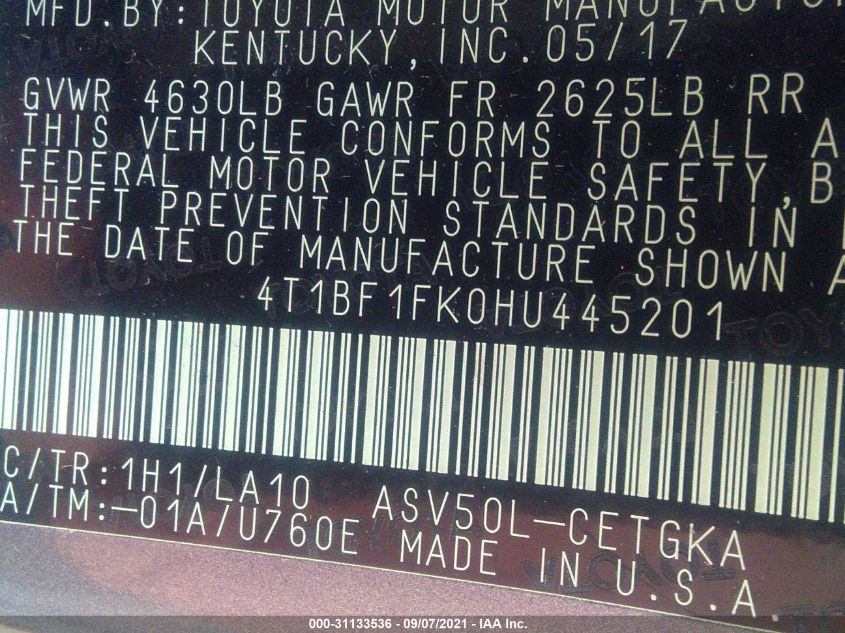 MFD.BY:TOYOTA MOTOR MANUFACTUR
KENTUCKY,INC.05/17
GVWR 4630LB GAWR FR 2625LB RR
THIS VEHICLE CONFORMS TO ALL A
FEDERAL MOTOR VEHICLE SAFETY,B
THEFT PREVENTION STANDARDS IN
THE DATE OF MANUFACTURE SHOWN A
4T1BF1FK0HU445201
C/TR:1H1/LA10 ASV50L-CETGKA
A/TM:-01A/U760E MADE IN U.S.A.
000-31133536 - 09/07/2021 - IAA Inc.